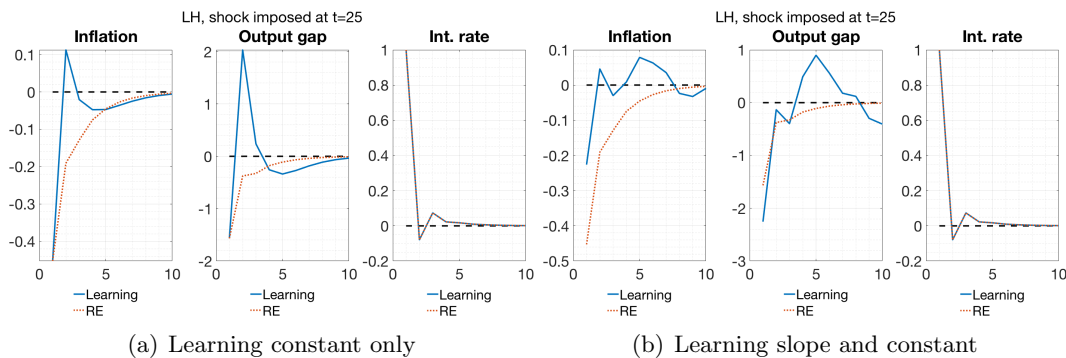 LH, shock imposed at t=25
Inflation
Output gap
Int. rate
0.1
0
-0.1
-0.2
-0.3
-0.4
0
5
10
2
1
0
-1
-2
0
5
10
1
0.8
0.6
0.4
0.2
0
-0.2
0
5
10
Learning
RE
Learning
RE
Learning
RE
(a) Learning constant only
LH, shock imposed at t=25
Inflation
Output gap
Int. rate
0.1
0
-0.1
-0.2
-0.3
-0.4
-0.5
0
5
10
1
0
-1
-2
-3
0
5
10
1
0.8
0.6
0.4
0.2
0
-0.2
0
5
10
Learning
RE
Learning
RE
Learning
RE
(b) Learning slope and constant